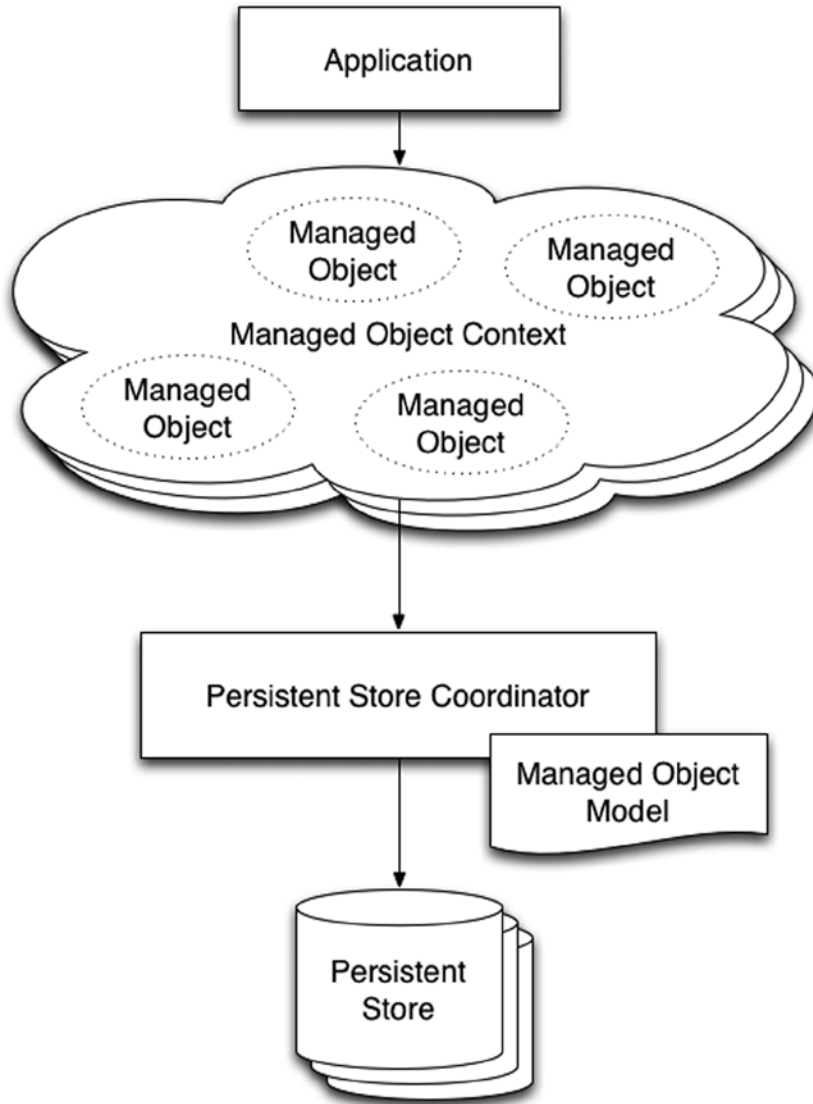 Application
Managed
Object
Managed
Object
Managed Object Context
Managed
Object
Managed
Object
Persistent Store Coordinator
Managed Object
Model
Persistent
Store